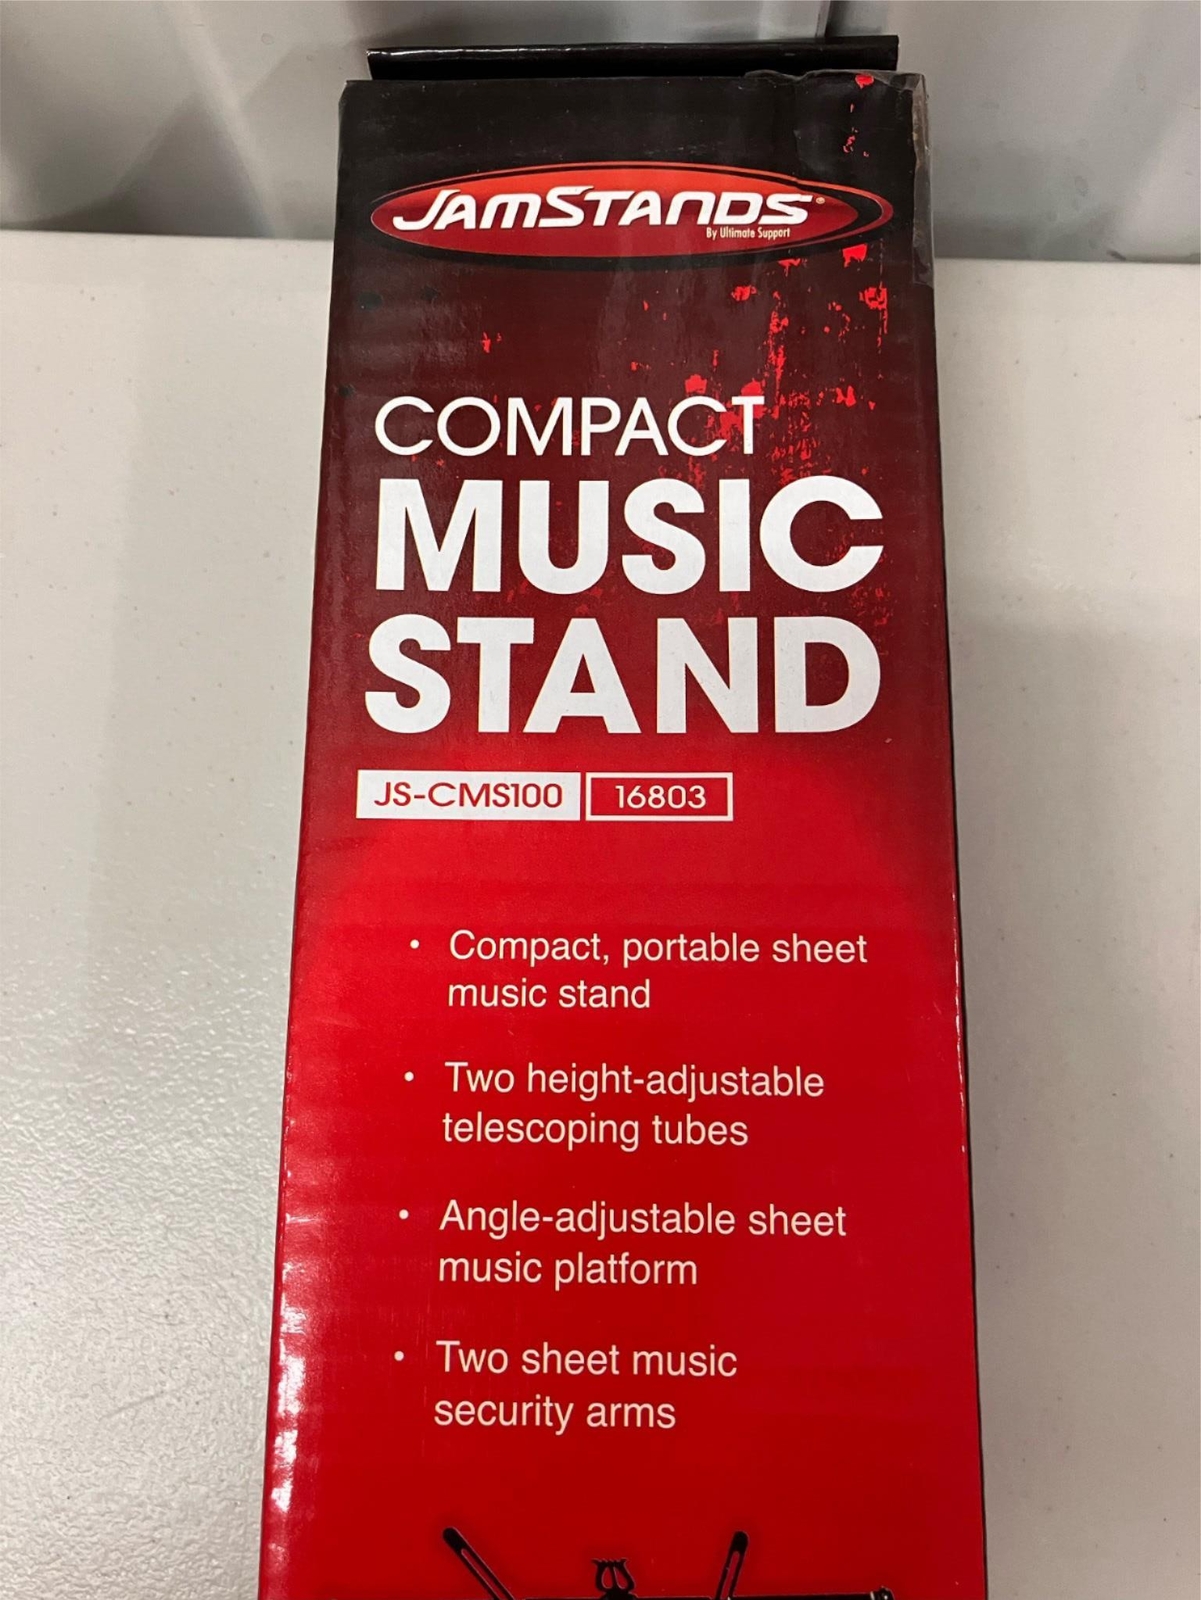 JAMSTANDS®
By Ultimate Support
COMPACT
MUSIC
STAND
JS-CMS100 16803
• Compact, portable sheet
music stand
• Two height-adjustable
telescoping tubes
• Angle-adjustable sheet
music platform
• Two sheet music
security arms